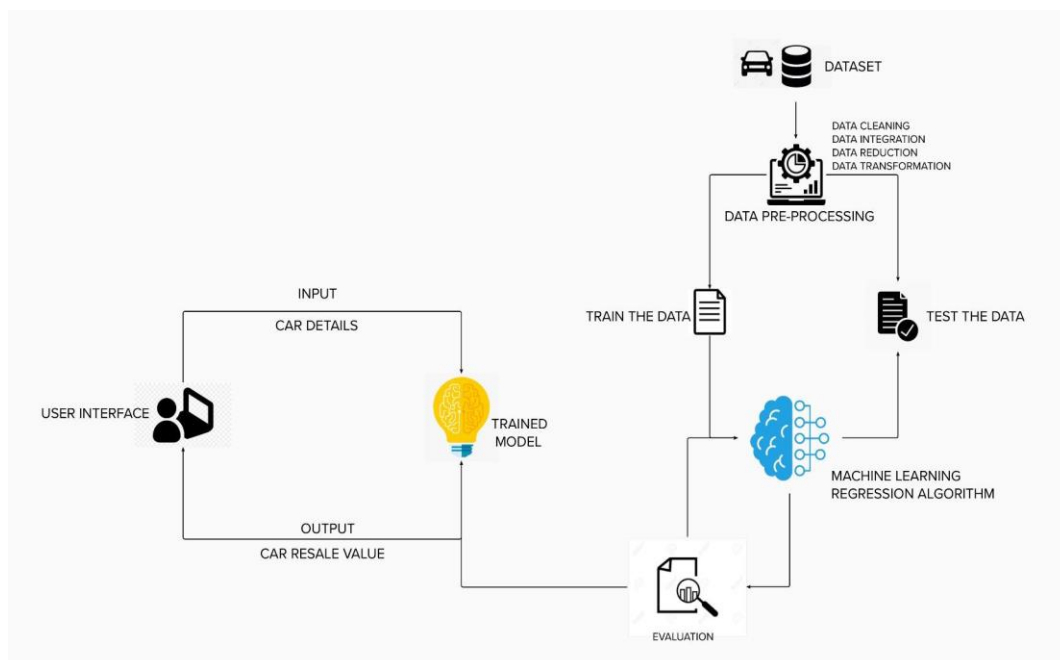 DATASET
DATA CLEANING
DATA INTEGRATION
DATA REDUCTION
DATA TRANSFORMATION
DATA PRE-PROCESSING
TRAIN THE DATA
TEST THE DATA
INPUT
CAR DETAILS
USER INTERFACE
TRAINED
MODEL
MACHINE LEARNING
REGRESSION ALGORITHM
OUTPUT
CAR RESALE VALUE
EVALUATION